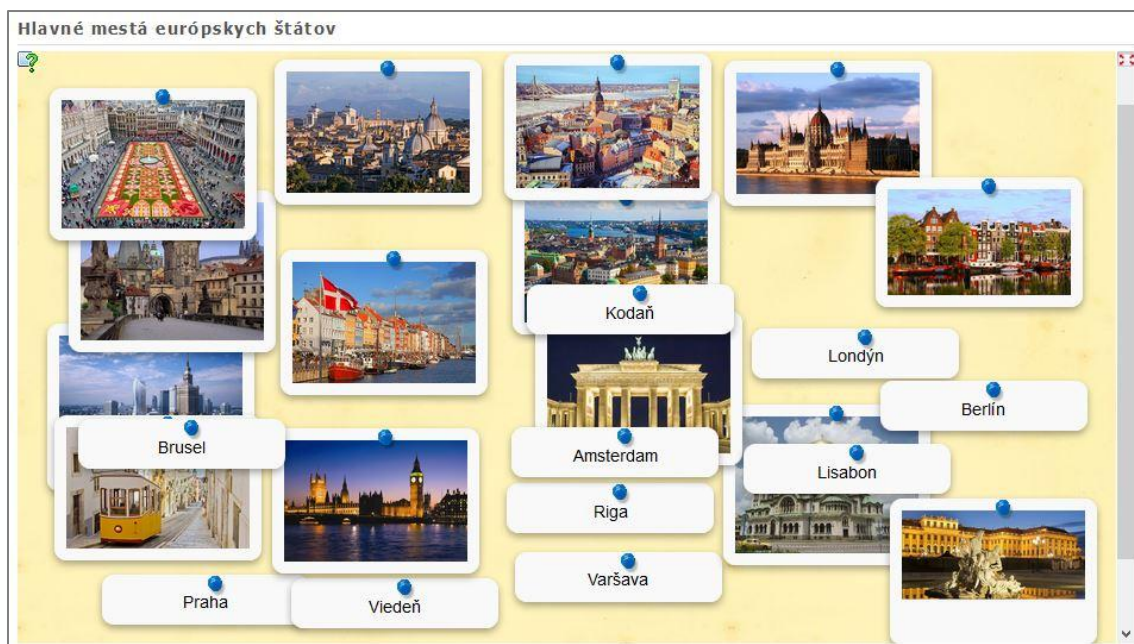 Hlavné mestá európskych štátov
Kodaň
Londýn
Berlín
Brusel
Amsterdam
Lisabon
Riga
Varšava
Praha
Viedeň